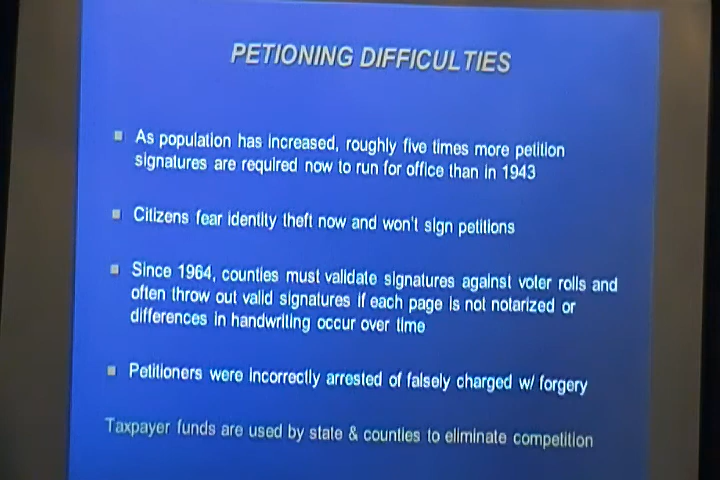 PETIONING DIFFICULTIES
As population has increased, roughly five times more petition
signatures are required now to run for office than in 1943
Citizens fear identity theft now and won't sign petitions
Since 1964, counties must validate signatures against voter rolls and
often throw out valid signatures if each page is not notarized or
differences in handwriting occur over time
Petitioners were incorrectly arrested of falsely charged w/ forgery
Taxpayer funds are used by state & counties to eliminate competition